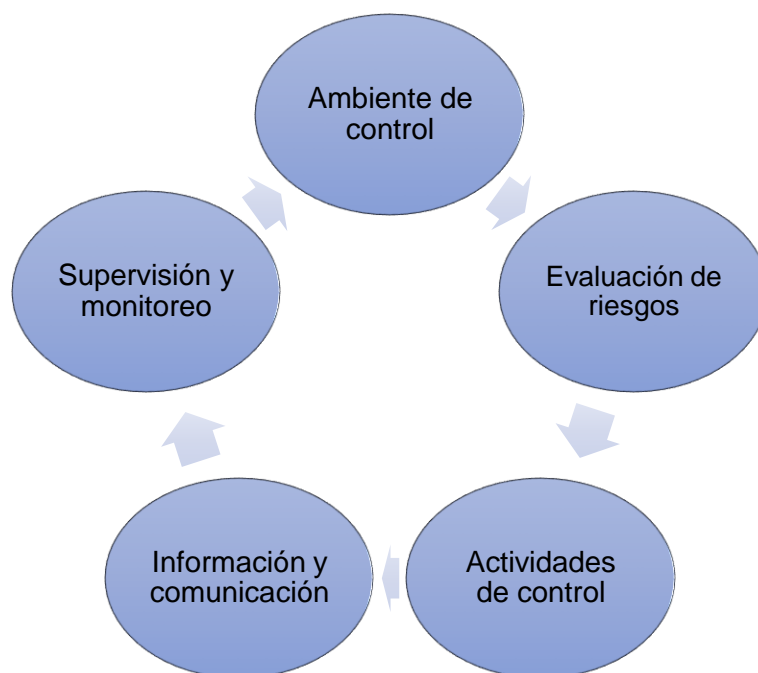 Ambiente de
control
Evaluación de
riesgos
Actividades
de control
Información y
comunicación
Supervisión y
monitoreo